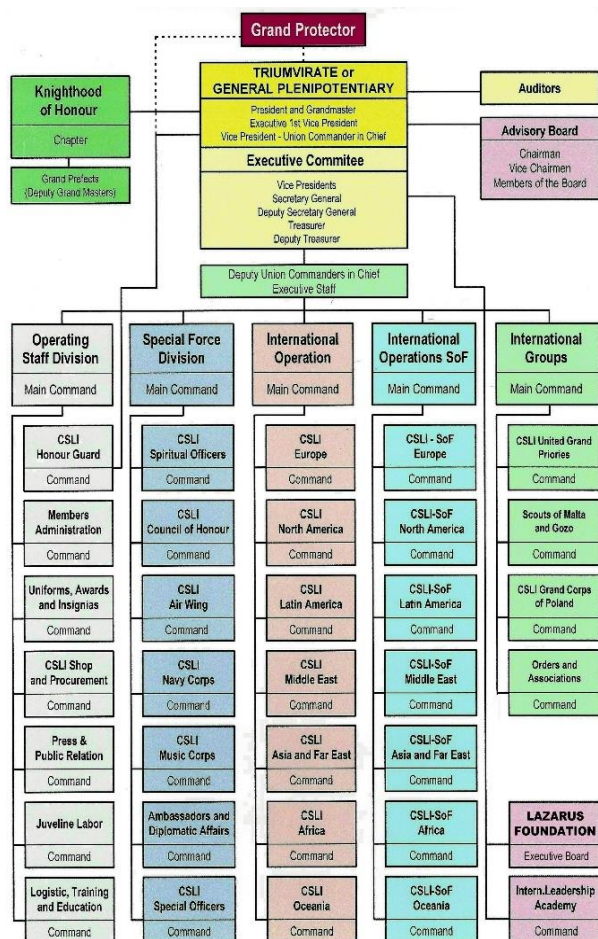 Grand Protector
Knighthood
of Honour
Chapter
Grand Prefects
(Deputy Grand Masters)
TRIUMVIRATE or
GENERAL PLENIPOTENTIARY
President and Grandmaster
Executive 1st Vice President
Vice President - Union Commander in Chief
Executive Commitee
Vice Presidents
Secretary General
Deputy Secretary General
Treasurer
Deputy Treasurer
Auditors
Advisory Board
Chairman
Vice Chairmen
Members of the Board
Deputy Union Commanders in Chief
Executive Staff
Operating
Staff Division
Main Command
CSLI
Honour Guard
Command
Members
Administration
Command
Uniforms, Awards
and Insignias
Command
CSLI Shop
and Procurement
Command
Press &
Public Relation
Command
Juveline Labor
Command
Logistic, Training
and Education
Command
Special Force
Division
Main Command
CSLI
Spiritual Officers
Command
CSLI
Council of Honour
Command
CSLI
Air Wing
Command
CSLI
Navy Corps
Command
CSLI
Music Corps
Command
Ambassadors and
Diplomatic Affairs
Command
CSLI
Special Officers
Command
International
Operation
Main Command
CSLI
Europe
Command
CSLI
North America
Command
CSLI
Latin America
Command
CSLI
Middle East
Command
CSLI
Asia and Far East
Command
CSLI
Africa
Command
CSLI
Oceania
Command
International
Operations SoF
Main Command
CSLI - SoF
Europe
Command
CSLI-SoF
North America
Command
CSLI-SoF
Latin America
Command
CSLI-SoF
Middle East
Command
CSLI-SoF
Asia and Far East
Command
CSLI-SoF
Africa
Command
CSLI-SoF
Oceania
Command
International
Groups
Main Command
CSLI United Grand
Priories
Command
Scouts of Malta
and Gozo
Command
CSLI Grand Corps
of Poland
Command
Orders and
Associations
Command
LAZARUS
FOUNDATION
Executive Board
Intern.Leadership
Academy
Command